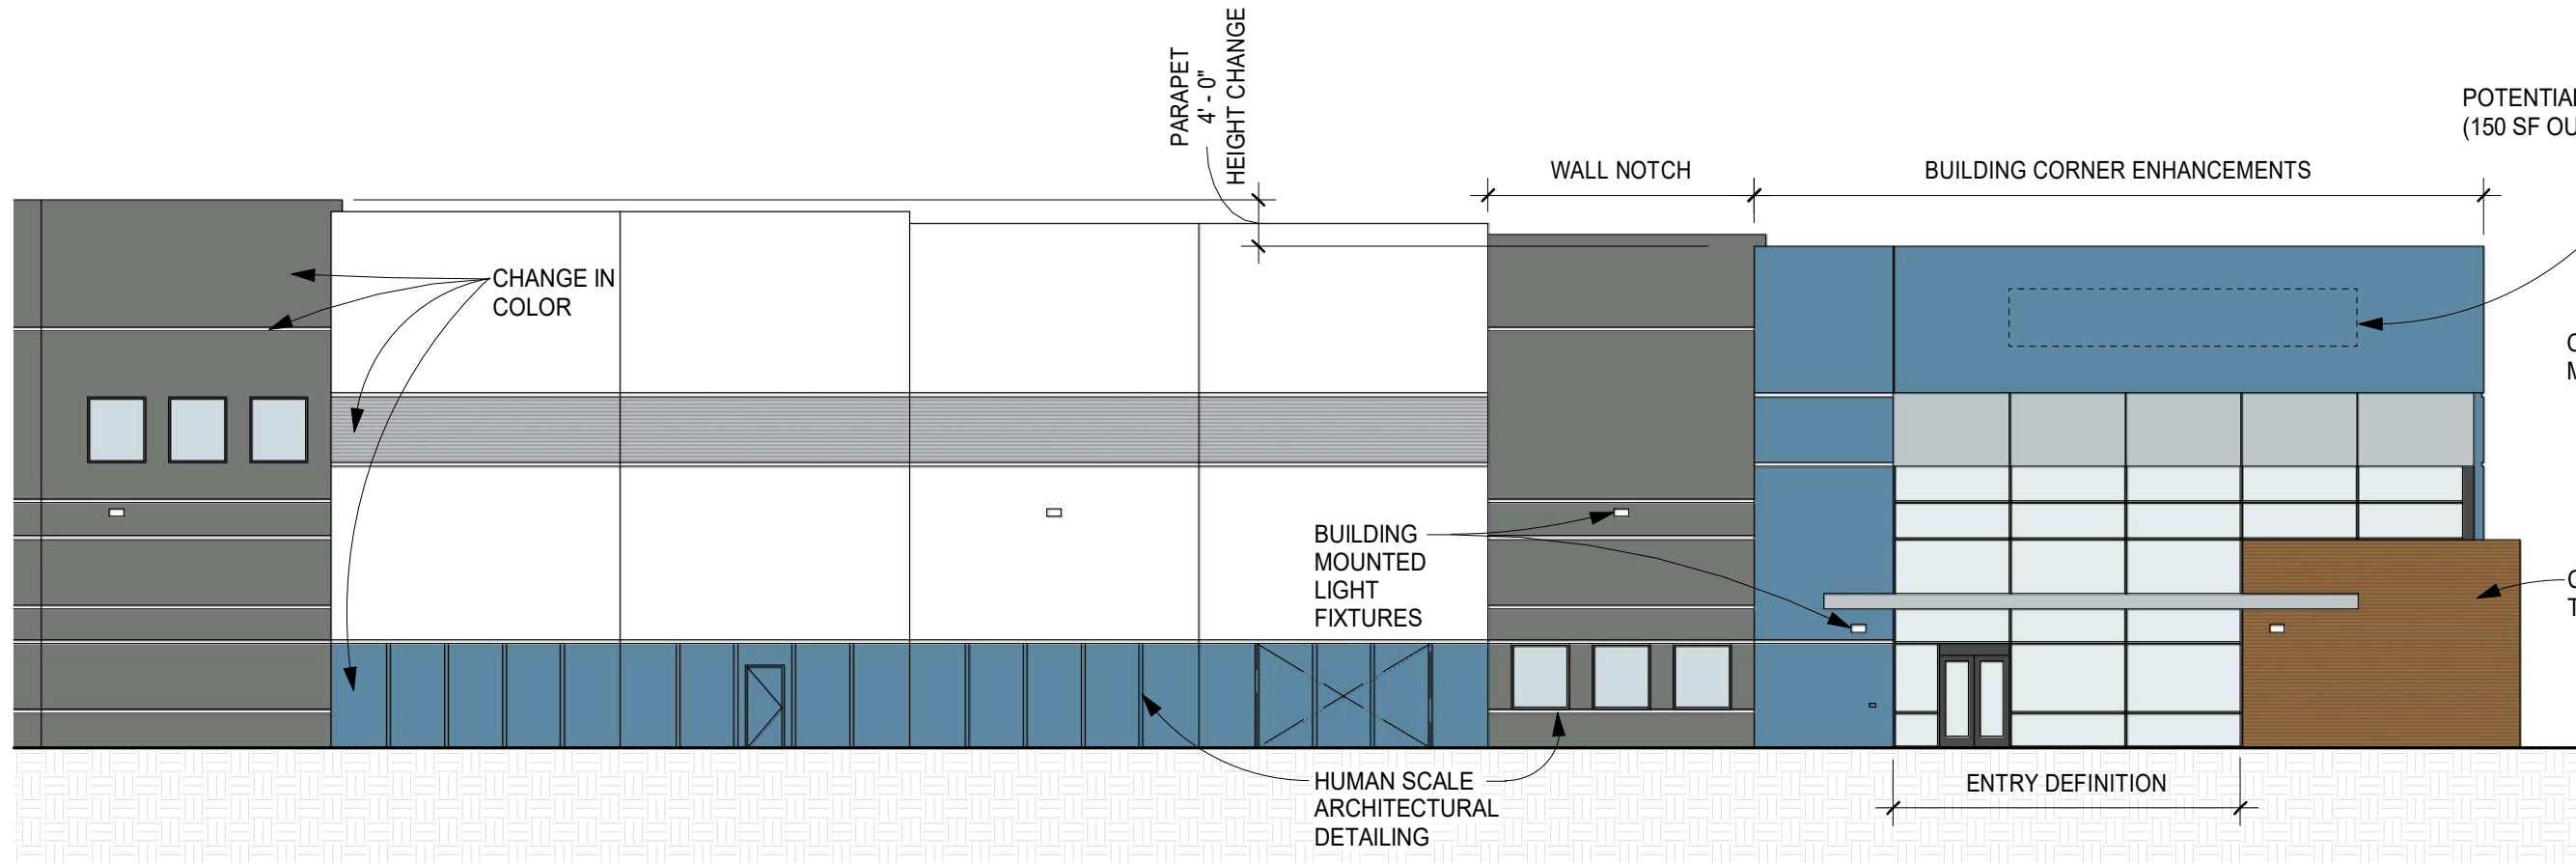 PARAPET
4' - 0"
HEIGHT CHANGE
POTENTIAL
(150 SF OU
WALL NOTCH
BUILDING CORNER ENHANCEMENTS
CHANGE IN
COLOR
BUILDING
MOUNTED
LIGHT
FIXTURES
HUMAN SCALE
ARCHITECTURAL
DETAILING
ENTRY DEFINITION